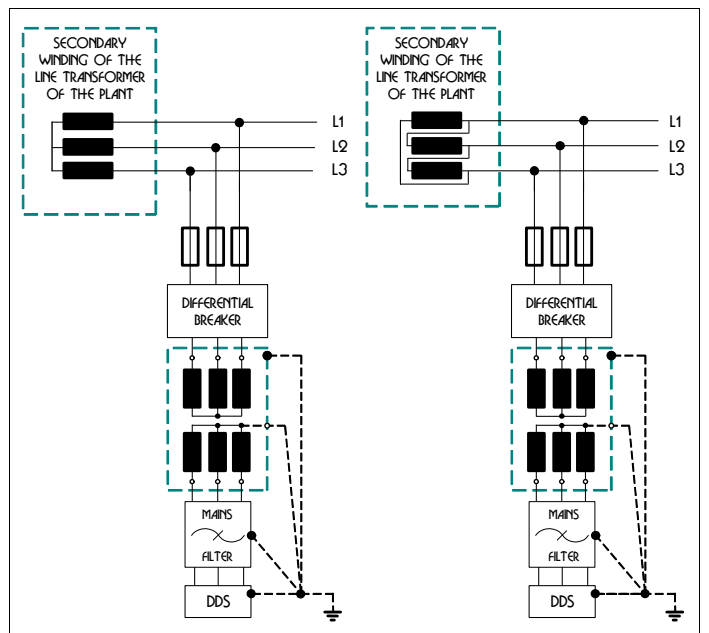 SECONDARY
WINDING OF THE
LINE TRANSFORMER
OF THE PLANT
L1
L2
L3
DIFFERENTIAL
BREAKER
MAINS
FILTER
DDS
SECONDARY
WINDING OF THE
LINE TRANSFORMER
OF THE PLANT
L1
L2
L3
DIFFERENTIAL
BREAKER
MAINS
FILTER
DDS